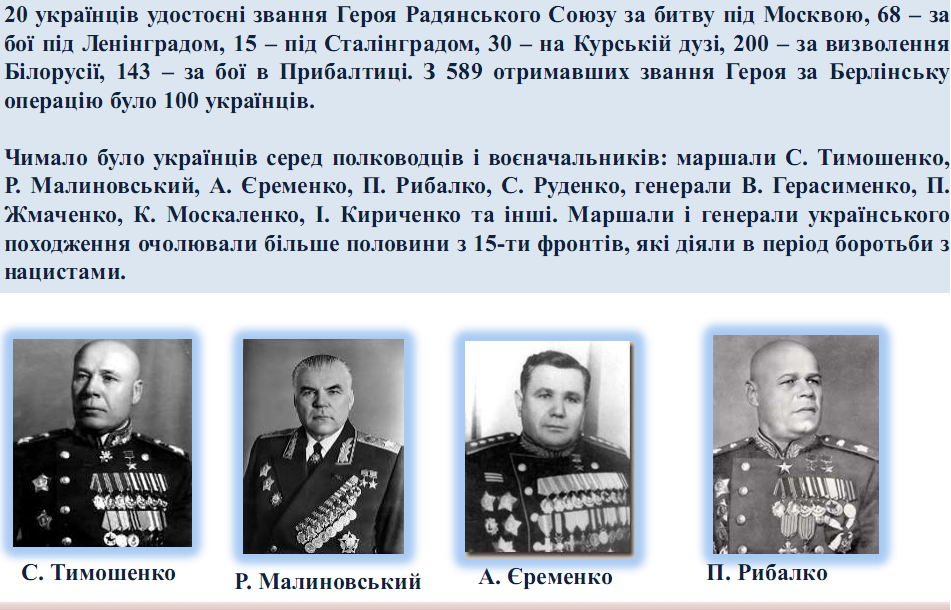 20 українців удостоєні звання Героя Радянського Союзу за битву під Москвою, 68 – за
бої під Ленінградом, 15 – під Сталінградом, 30 – на Курській дузі, 200 – за визволення
Білорусії, 143 – за бої в Прибалтиці. З 589 отримавших звання Героя за Берлінську
операцію було 100 українців.
Чимало було українців серед полководців і воєначальників: маршали С. Тимошенко,
Р. Малиновський, А. Єременко, П. Рибалко, С. Руденко, генерали В. Герасименко, П.
Жмаченко, К. Москаленко, І. Кириченко та інші. Маршали і генерали українського
походження очолювали більше половини з 15-ти фронтів, які діяли в період боротьби з
нацистами.
С. Тимошенко
Р. Малиновський
А. Єременко
П. Рибалко